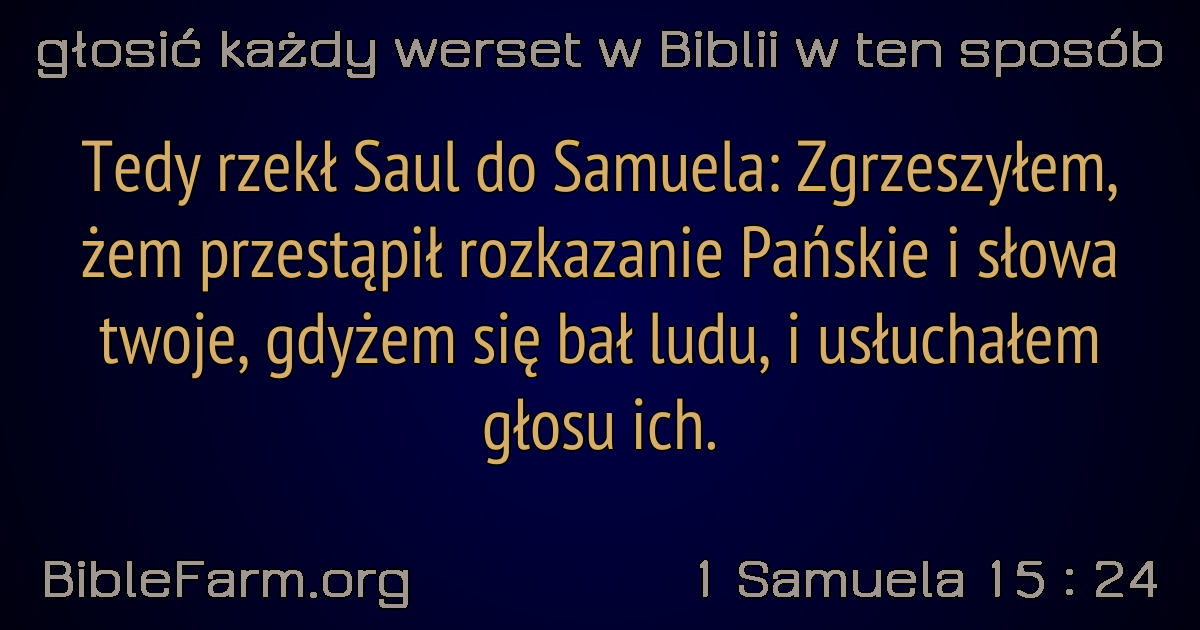 głosić każdy werset w Biblii w ten sposób
Tedy rzekł Saul do Samuela: Zgrzeszyłem,
żem przestąpił rozkazanie Pańskie i słowa
twoje, gdyżem się bał ludu, i usłuchałem
głosu ich.
BibleFarm.org
1 Samuela 15 : 24